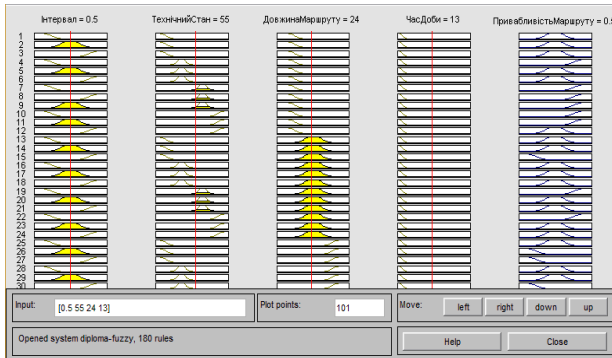 Інтервал = 0.5
ТехнічнийСтан = 55
ДовжинаМаршруту = 24
ЧасДоби = 13
ПривабливістьМаршруту = 0.5
1
2
3
4
5
6
7
8
9
10
11
12
13
14
15
16
17
18
19
20
21
22
23
24
25
26
27
28
29
30
Input:
[0.5 55 24 13]
Plot points:
101
Move:
left
right
down
up
Opened system diploma-fuzzy, 180 rules
Help
Close